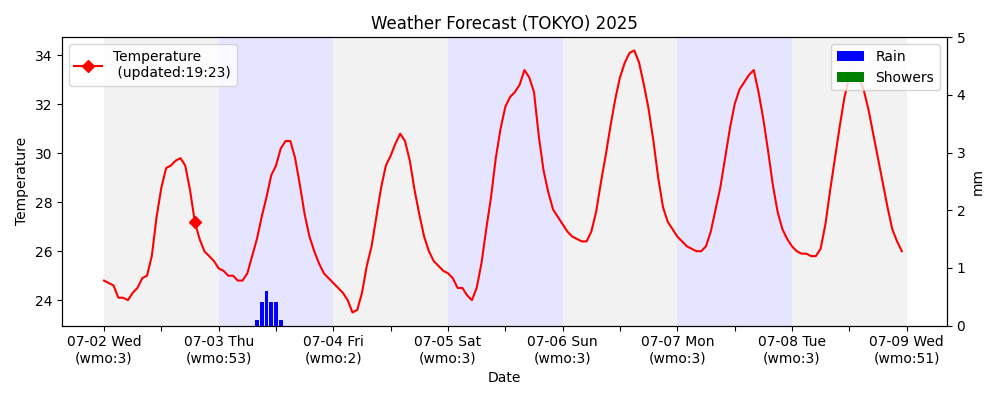 Weather Forecast (TOKYO) 2025
Temperature
(updated:19:23)
Rain
Showers
34
32
30
28
26
24
Temperature
5
4
3
2
1
0
mm
07-02 Wed
(wmo:3)
07-03 Thu
(wmo:53)
07-04 Fri
(wmo:2)
07-05 Sat
(wmo:3)
07-06 Sun
(wmo:3)
07-07 Mon
(wmo:3)
07-08 Tue
(wmo:3)
07-09 Wed
(wmo:51)
Date